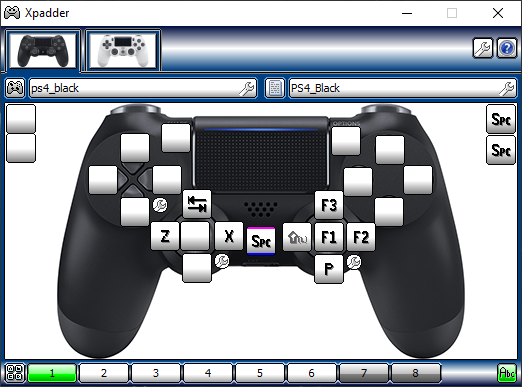 Xpadder
ps4_black PS4_Black
OPTIONS
Spc
Spc
F3
Z X Spc F1 F2
P
1 2 3 4 5 6 7 8 Abc